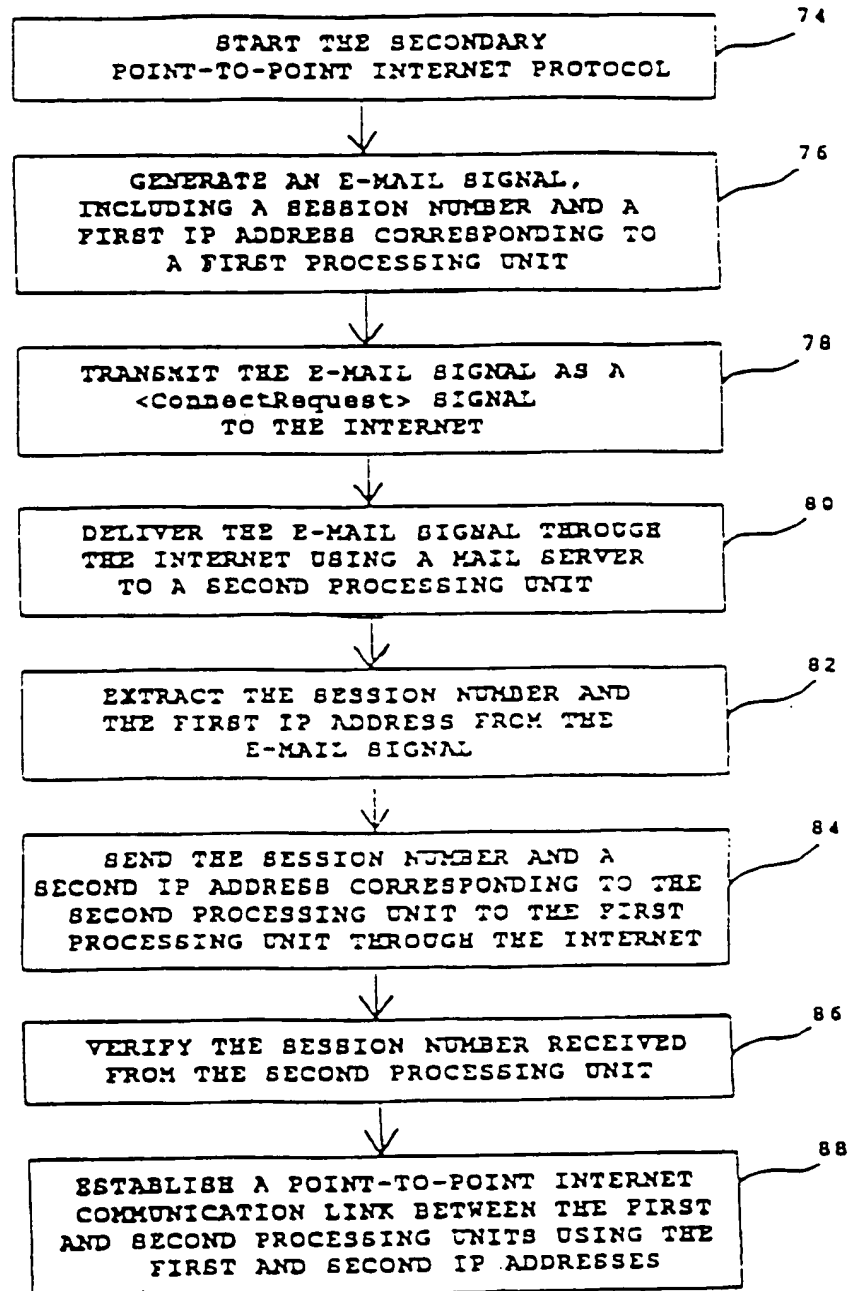 74
START THE SECONDARY
POINT-TO-POINT INTERNET PROTOCOL
76
GENERATE AN E-MAIL SIGNAL,
INCLUDING A SESSION NUMBER AND A
FIRST IP ADDRESS CORRESPONDING TO
A FIRST PROCESSING UNIT
78
TRANSMIT THE E-MAIL SIGNAL AS A
<ConnectRequest> SIGNAL
TO THE INTERNET
80
DELIVER THE E-MAIL SIGNAL THROUGH
THE INTERNET USING A MAIL SERVER
TO A SECOND PROCESSING UNIT
82
EXTRACT THE SESSION NUMBER AND
THE FIRST IP ADDRESS FROM THE
E-MAIL SIGNAL
84
SEND THE SESSION NUMBER AND A
SECOND IP ADDRESS CORRESPONDING TO THE
SECOND PROCESSING UNIT TO THE FIRST
PROCESSING UNIT THROUGH THE INTERNET
86
VERIFY THE SESSION NUMBER RECEIVED
FROM THE SECOND PROCESSING UNIT
88
ESTABLISH A POINT-TO-POINT INTERNET
COMMUNICATION LINK BETWEEN THE FIRST
AND SECOND PROCESSING UNITS USING THE
FIRST AND SECOND IP ADDRESSES